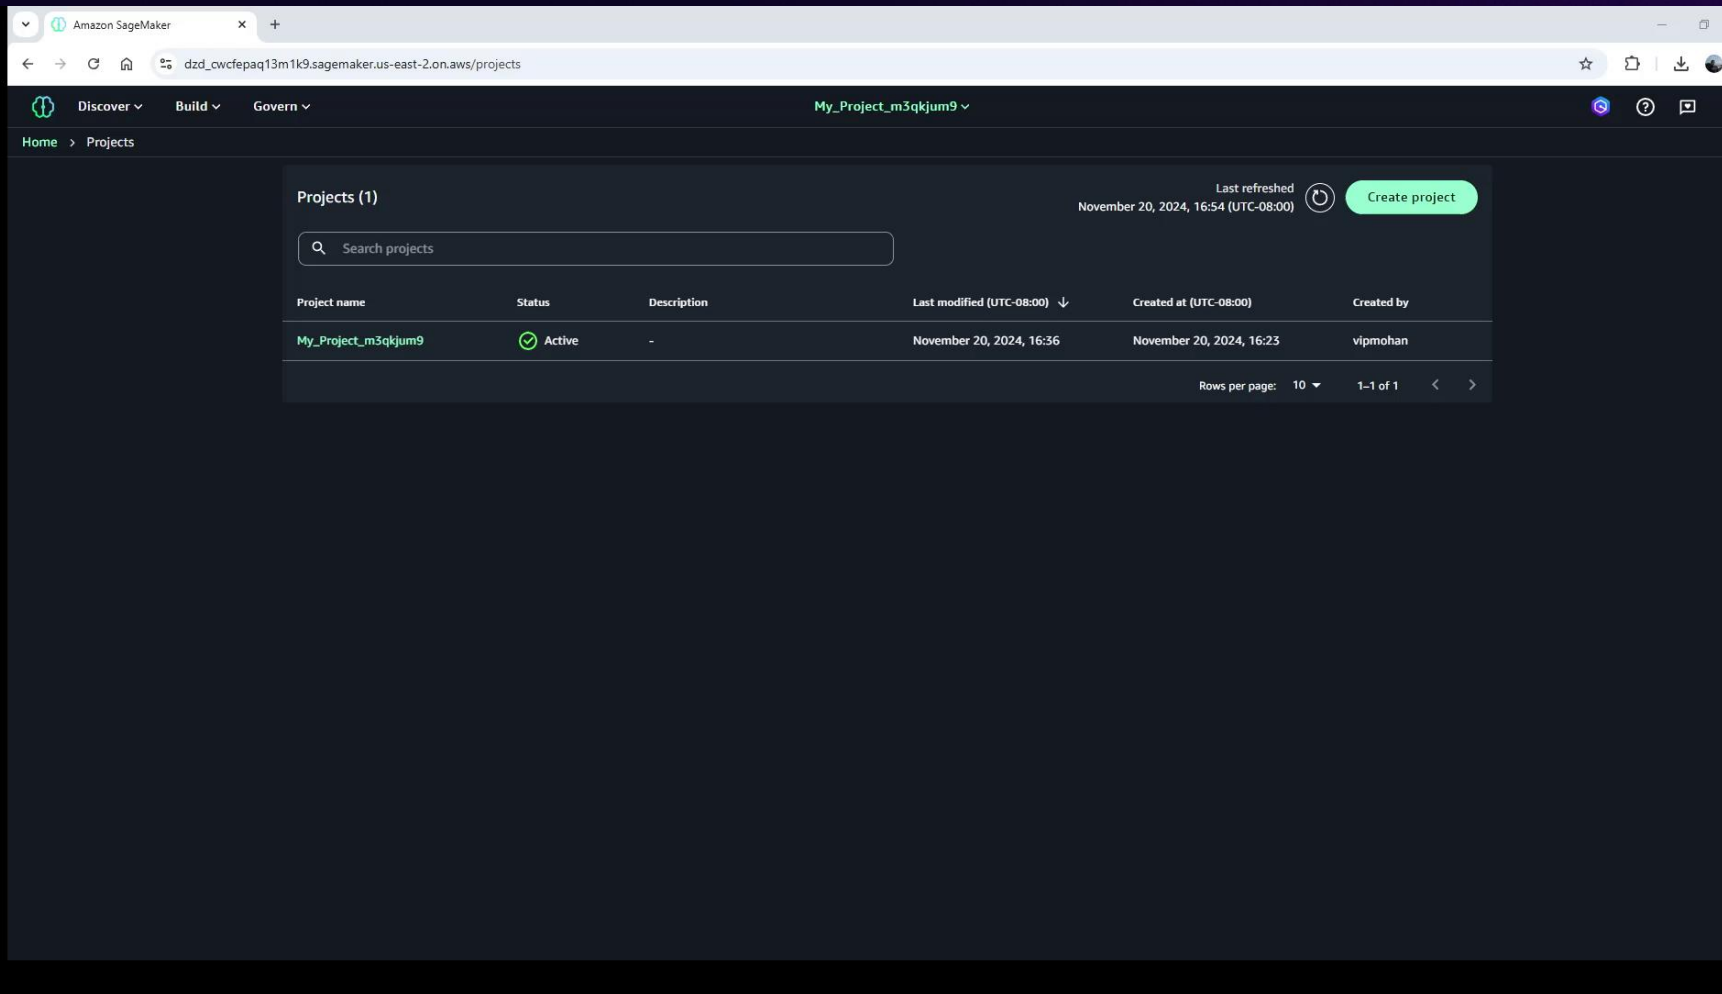 Amazon SageMaker
dzd_cwcfepaq13m1k9.sagemaker.us-east-2.on.aws/projects
Discover Build Govern My_Project_m3qkjum9
Home > Projects
Projects (1)
Last refreshed
November 20, 2024, 16:54 (UTC-08:00)
Create project
Search projects
Project name Status Description Last modified (UTC-08:00) Created at (UTC-08:00) Created by
My_Project_m3qkjum9 Active - November 20, 2024, 16:36 November 20, 2024, 16:23 vipmohan
Rows per page: 10 1–1 of 1